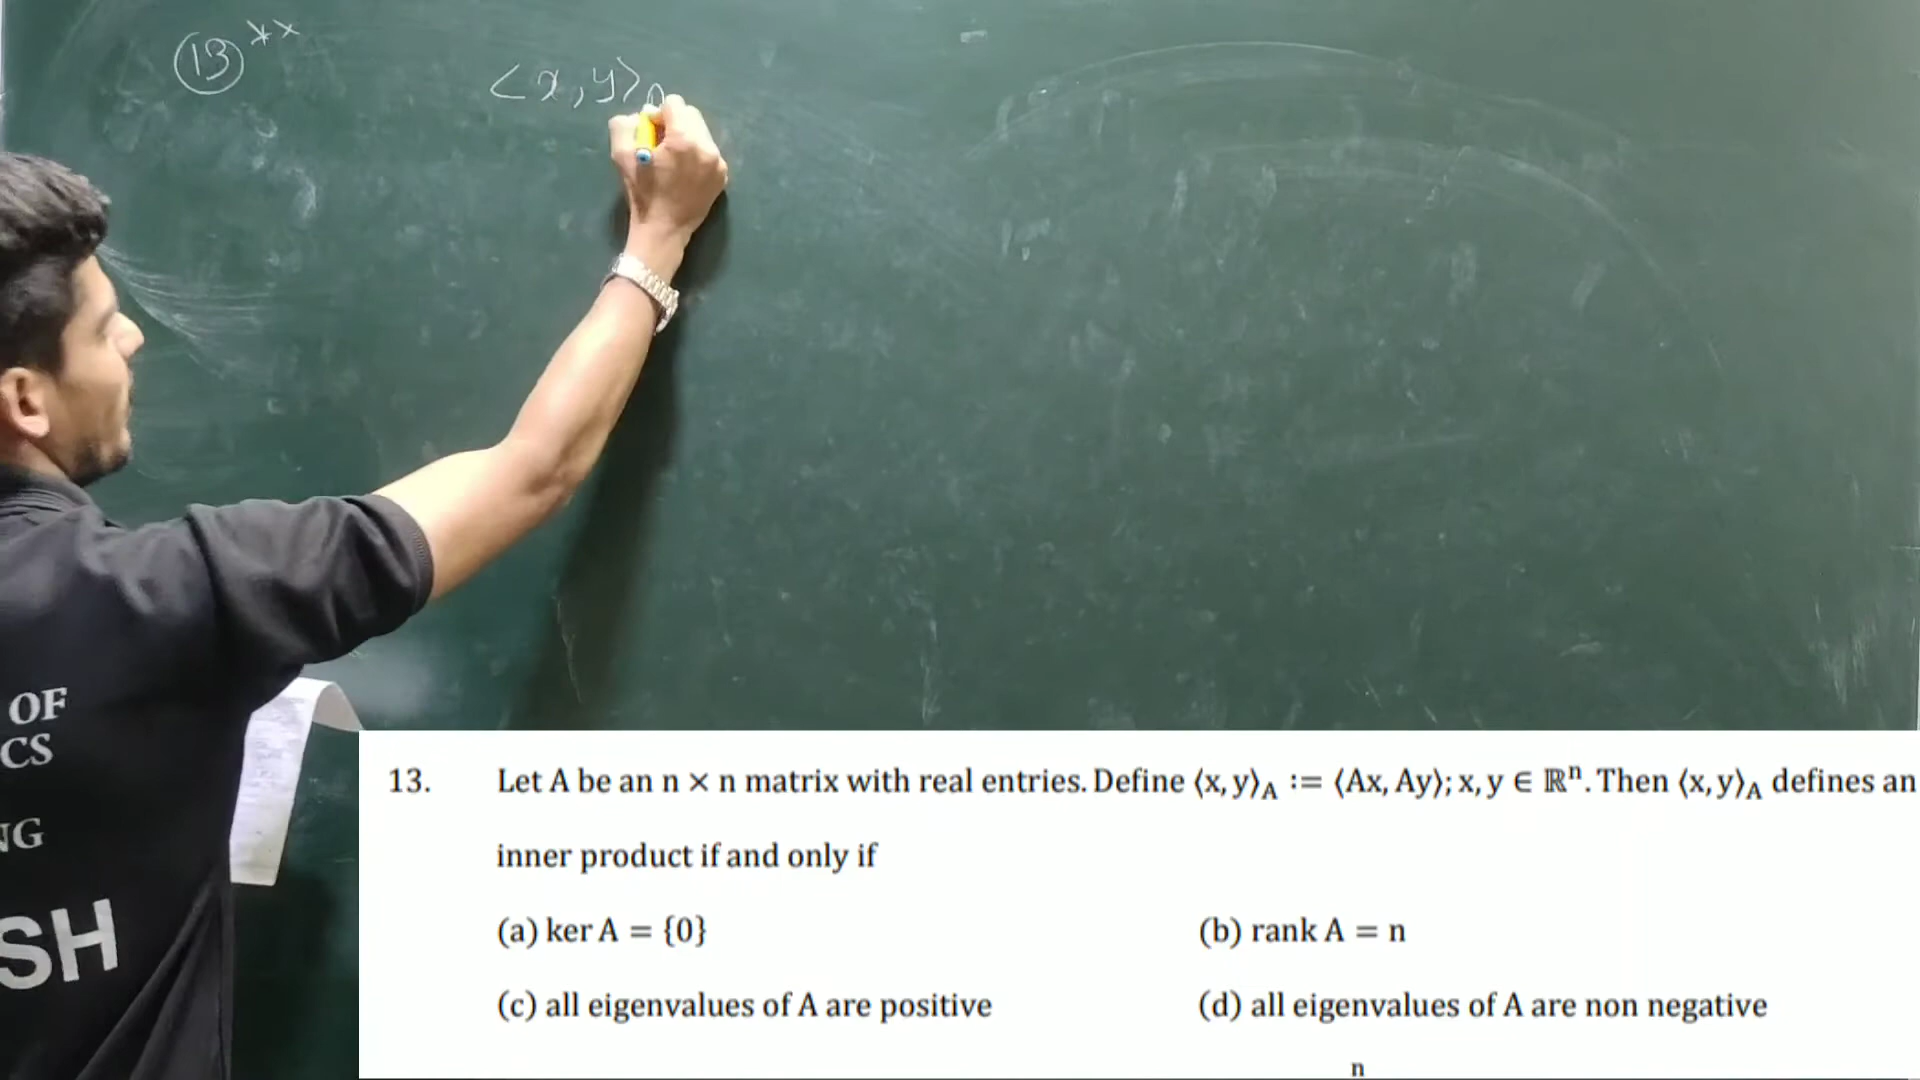 13 **
<x, y>
OF
CS
NG
SH
13. Let A be an n × n matrix with real entries. Define ⟨x, y⟩A := ⟨Ax, Ay⟩; x, y ∈ ℝⁿ. Then ⟨x, y⟩A defines an
inner product if and only if
(a) ker A = {0} (b) rank A = n
(c) all eigenvalues of A are positive (d) all eigenvalues of A are non negative
n